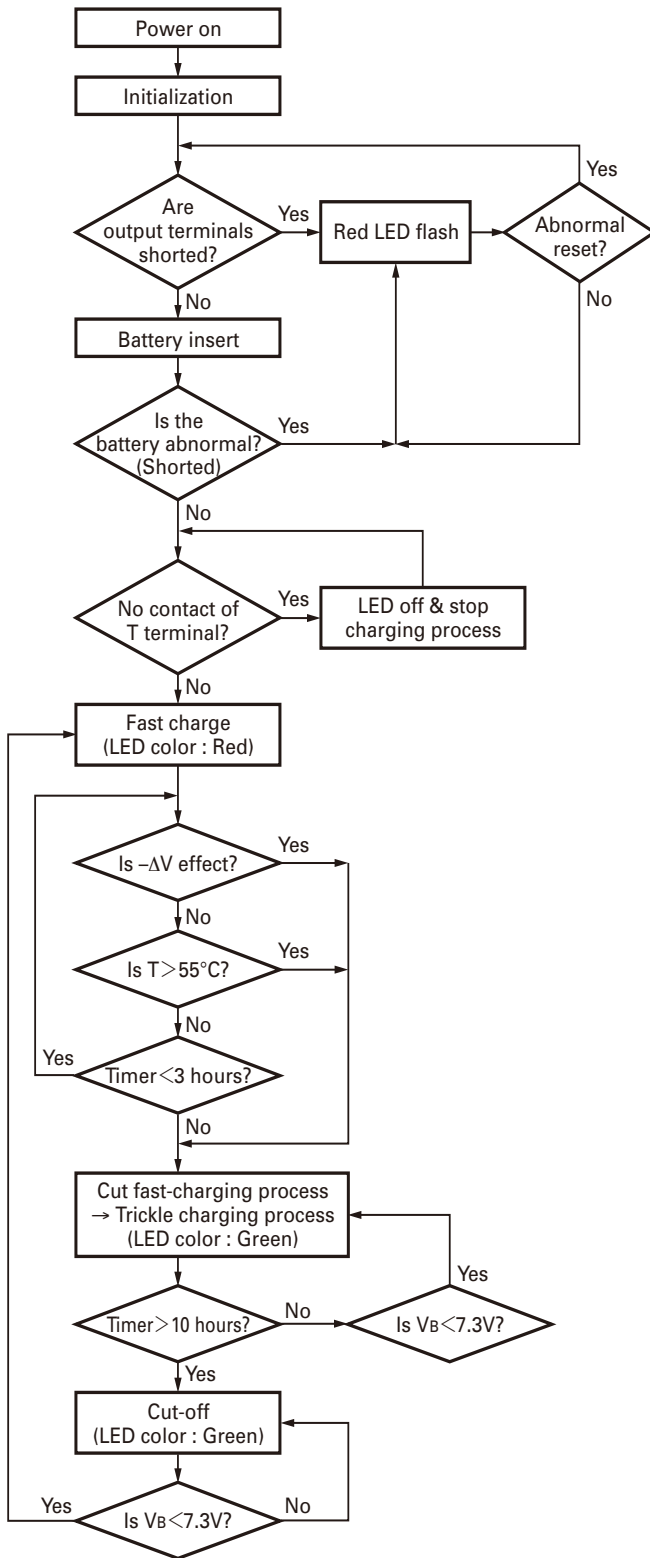 Power on
Initialization
Yes
Are
output terminals
shorted?
Yes
Red LED flash
Abnormal
reset?
No
No
Battery insert
Is the
battery abnormal?
(Shorted)
Yes
No
No contact of
T terminal?
Yes
LED off & stop
charging process
No
Fast charge
(LED color : Red)
Is –ΔV effect?
Yes
No
Is T>55°C?
Yes
No
Yes
Timer<3 hours?
No
Cut fast-charging process
→ Trickle charging process
(LED color : Green)
Yes
Timer>10 hours?
No
Is VB<7.3V?
Yes
Cut-off
(LED color : Green)
Yes
Is VB<7.3V?
No